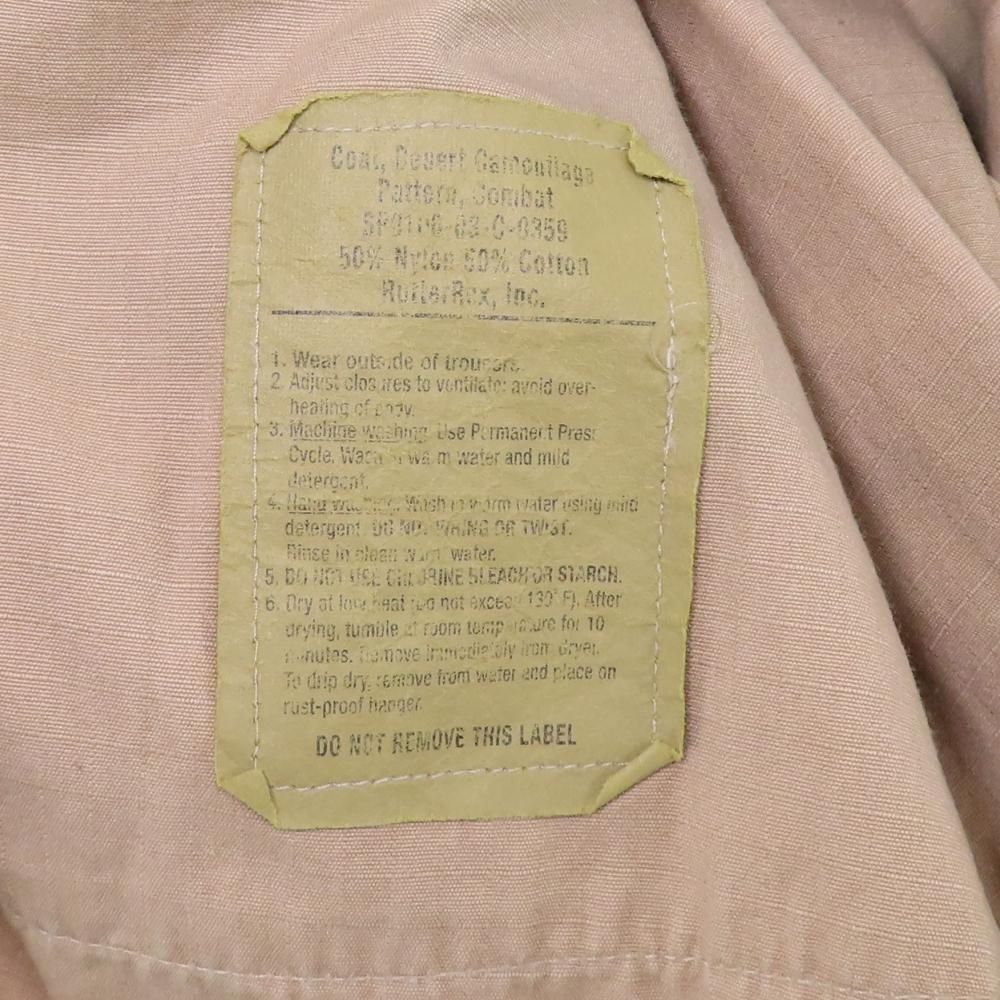 Coat, Desert Camouflage
Pattern, Combat
SP0100-03-C-0359
50% Nylon 50% Cotton
RutterRex, Inc.
1. Wear outside of trousers.
2. Adjust closures to ventilate: avoid over-
heating of body.
3. Machine washing. Use Permanent Press
Cycle. Wash in warm water and mild
detergent.
4. Hand washing. Wash in warm water using mild
detergent. DO NOT WRING OR TWIST.
Rinse in clean warm water.
5. DO NOT USE CHLORINE BLEACH OR STARCH.
6. Dry at low heat (do not exceed 130° F). After
drying, tumble at room temperature for 10
minutes. Remove immediately from dryer.
To drip dry, remove from water and place on
rust-proof hanger.
DO NOT REMOVE THIS LABEL